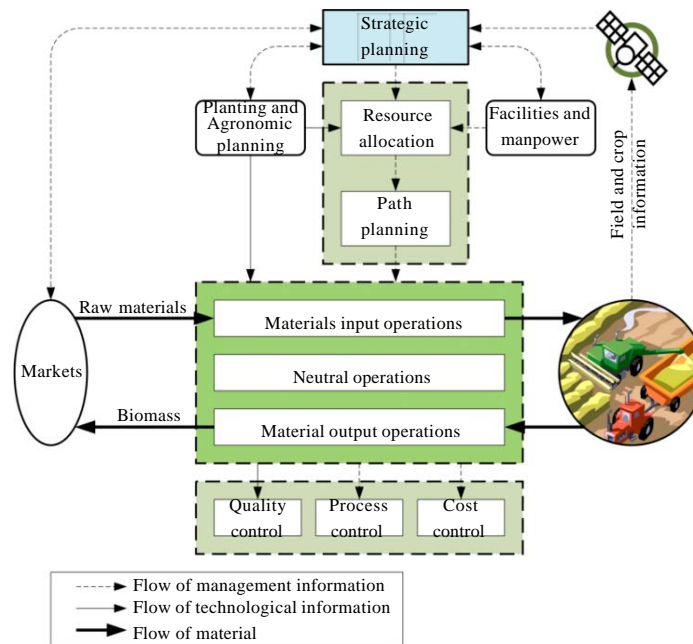 Strategic
planning
Planting and
Agronomic
planning
Resource
allocation
Facilities and
manpower
Path
planning
Field and crop
information
Raw materials
Materials input operations
Markets
Neutral operations
Biomass
Material output operations
Quality
control
Process
control
Cost
control
Flow of management information
Flow of technological information
Flow of material